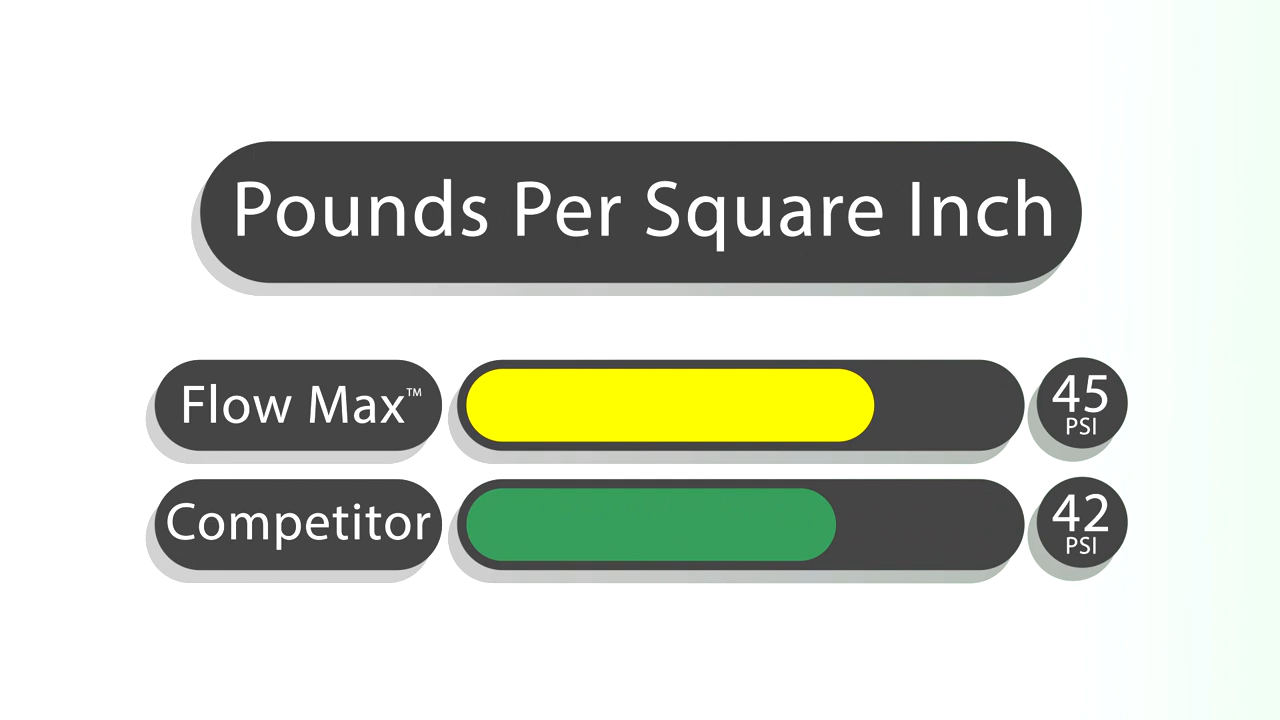 Pounds Per Square Inch
Flow Max™
45
PSI
Competitor
42
PSI